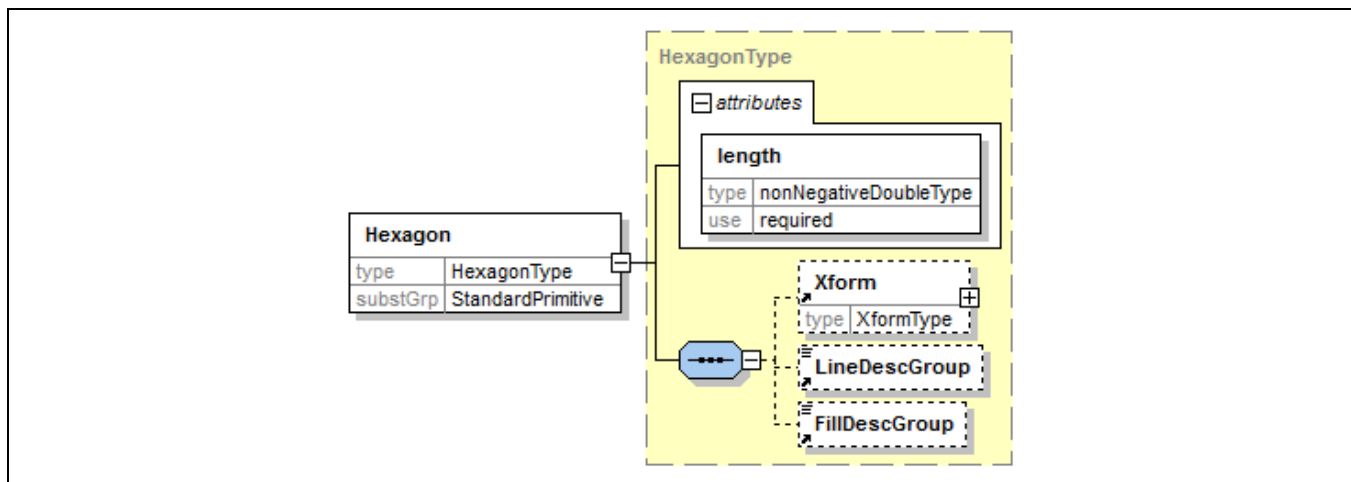 HexagonType
attributes
length
type nonNegativeDoubleType
use required
Hexagon
type HexagonType
substGrp StandardPrimitive
Xform
type XformType
LineDescGroup
FillDescGroup